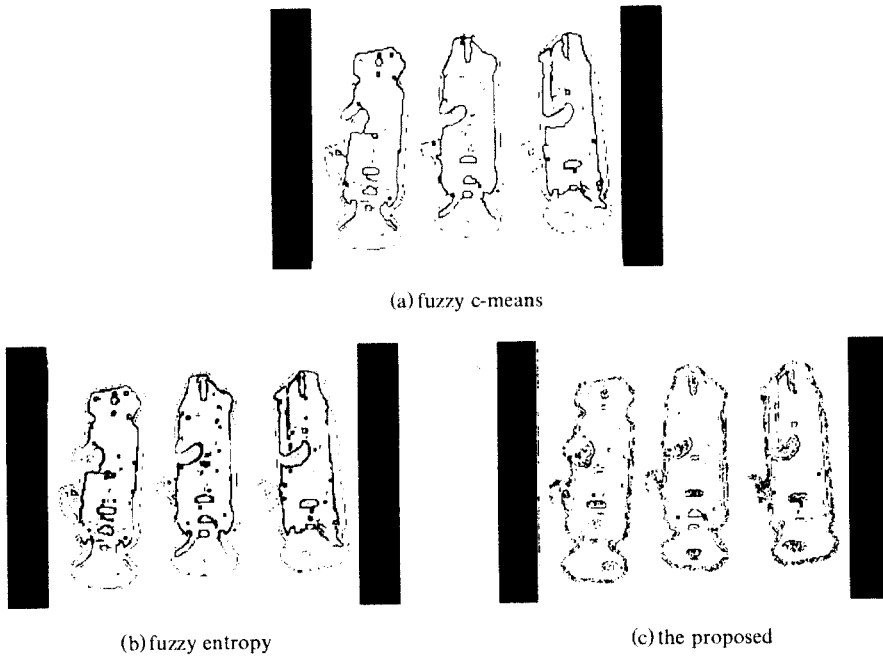 (a) fuzzy c-means
(b) fuzzy entropy
(c) the proposed